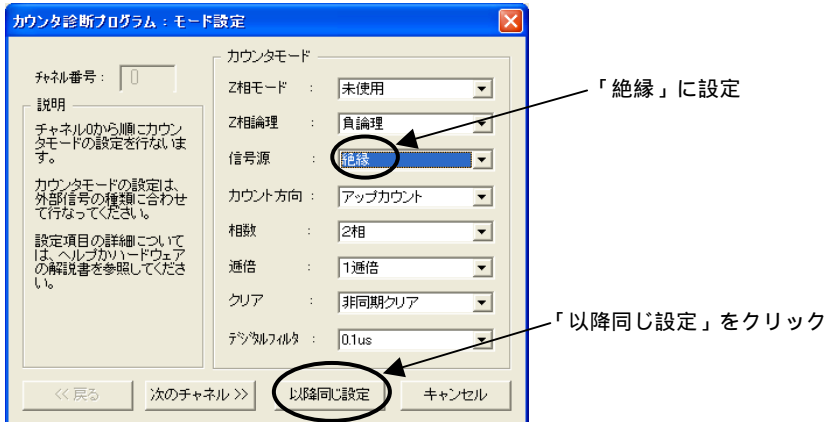 カウンタ診断プログラム：モード設定
チャネル番号： 0
説明
チャネル0から順にカウン
タモードの設定を行ないま
す。
カウンタモードの設定は、
外部信号の種類に合わせ
て行なってください。
設定項目の詳細について
は、ヘルプかハードウェア
の解説書を参照してくださ
い。
カウンタモード
Z相モード ： 未使用
Z相論理 ： 負論理
信号源 ： 絶縁
カウント方向： アップカウント
相数 ： 2相
逓倍 ： 1逓倍
クリア ： 非同期クリア
デジタルフィルタ ： 0.1us
<< 戻る 次のチャネル >> 以降同じ設定 キャンセル
「絶縁」に設定
「以降同じ設定」をクリック